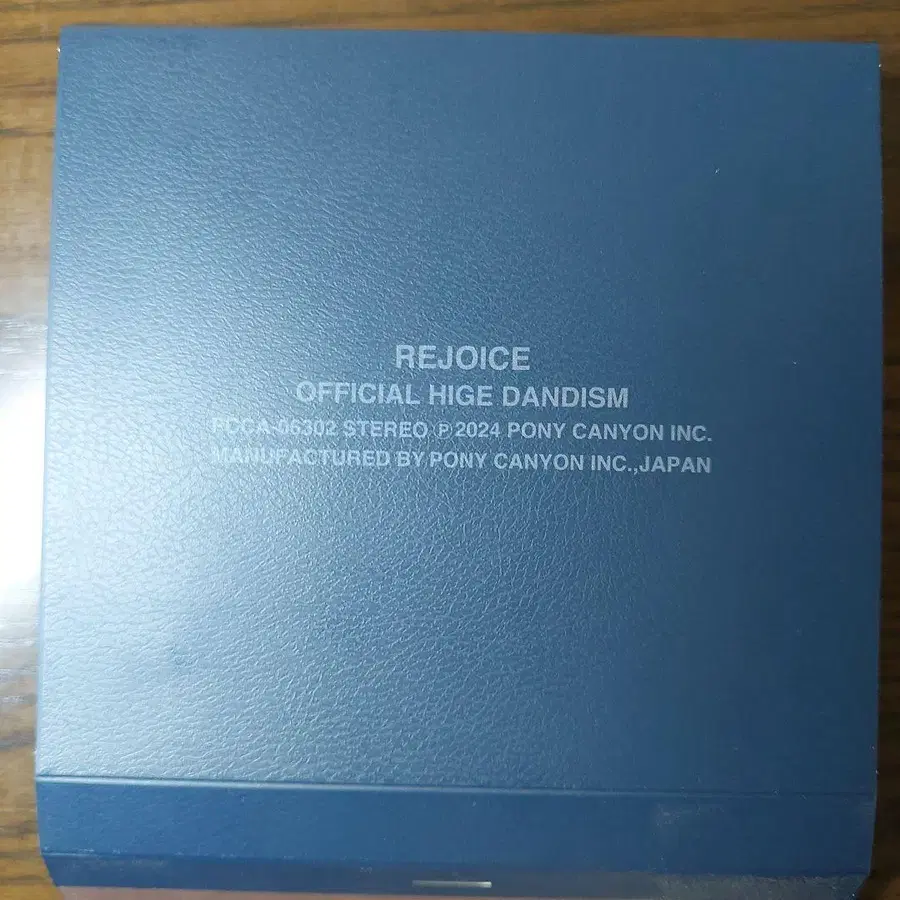 REJOICE
OFFICIAL HIGE DANDISM
PCCA-06302 STEREO Ⓟ 2024 PONY CANYON INC.
MANUFACTURED BY PONY CANYON INC.,JAPAN